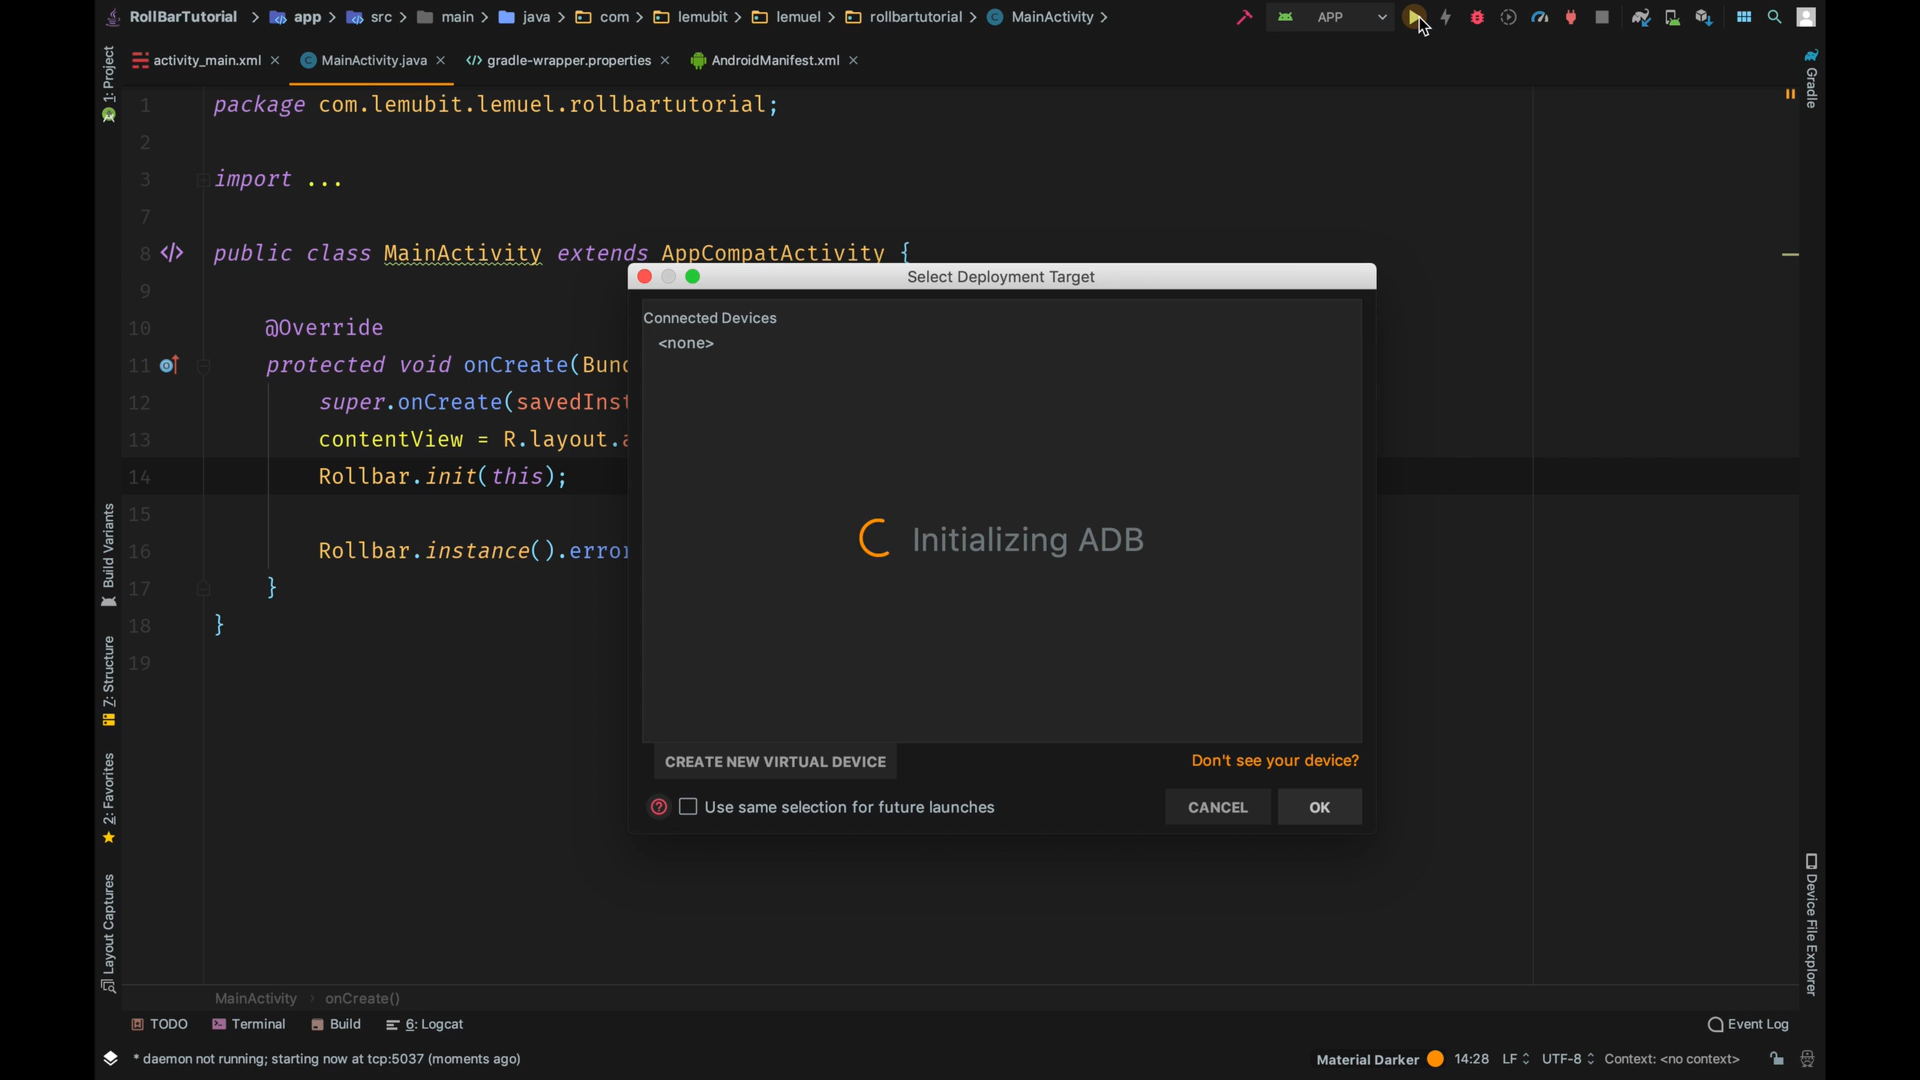 RollBarTutorial app src main java com lemubit lemuel rollbartutorial MainActivity APP
activity_main.xml MainActivity.java gradle-wrapper.properties AndroidManifest.xml
1: Project
Build Variants
Z: Structure
2: Favorites
Layout Captures
1 package com.lemubit.lemuel.rollbartutorial;
2
3 import ...
7
8 public class MainActivity extends AppCompatActivity {
9
10 @Override
11 protected void onCreate(Bund
12 super.onCreate(savedInst
13 contentView = R.layout.a
14 Rollbar.init(this);
15
16 Rollbar.instance().error
17 }
18 }
19
Select Deployment Target
Connected Devices
<none>
Initializing ADB
CREATE NEW VIRTUAL DEVICE Don't see your device?
Use same selection for future launches CANCEL OK
Gradle
Device File Explorer
MainActivity onCreate()
TODO Terminal Build 6: Logcat Event Log
* daemon not running; starting now at tcp:5037 (moments ago) Material Darker 14:28 LF UTF-8 Context: <no context>